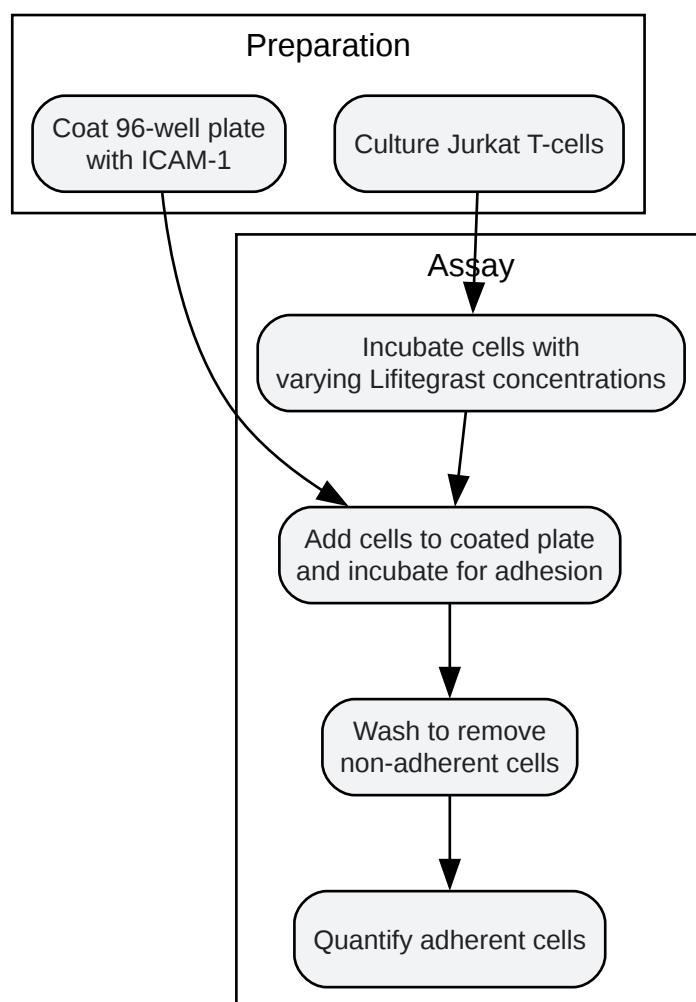 Preparation
Coat 96-well plate
with ICAM-1
Culture Jurkat T-cells
Assay
Incubate cells with
varying Lifitegrast concentrations
Add cells to coated plate
and incubate for adhesion
Wash to remove
non-adherent cells
Quantify adherent cells